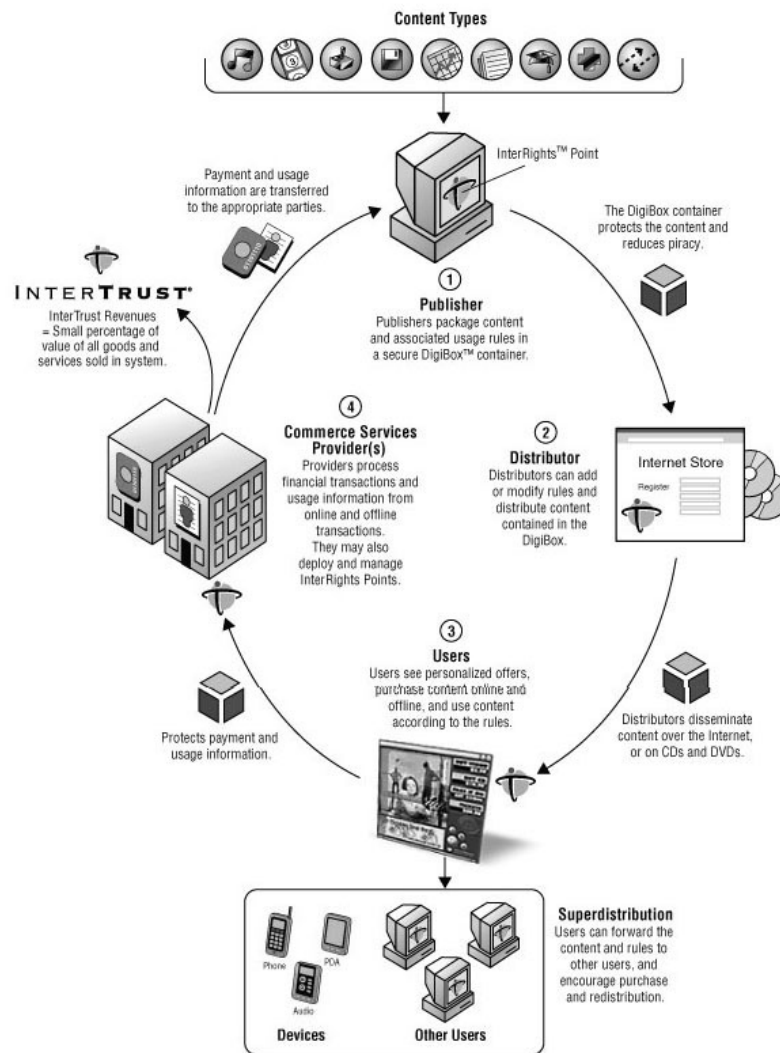 Content Types
InterRights™ Point
Payment and usage
information are transferred
to the appropriate parties.
The DigiBox container
protects the content and
reduces piracy.
INTERTRUST®
InterTrust Revenues
= Small percentage of
value of all goods and
services sold in system.
1
Publisher
Publishers package content
and associated usage rules in
a secure DigiBox™ container.
4
Commerce Services
Provider(s)
Providers process
financial transactions and
usage information from
online and offline
transactions.
They may also
deploy and manage
InterRights Points.
2
Distributor
Distributors can add
or modify rules and
distribute content
contained in the
DigiBox.
Internet Store
Register
3
Users
Users see personalized offers,
purchase content online and
offline, and use content
according to the rules.
Protects payment and
usage information.
Distributors disseminate
content over the Internet,
or on CDs and DVDs.
Phone
PDA
Audio
Devices
Other Users
Superdistribution
Users can forward the
content and rules to
other users, and
encourage purchase
and redistribution.